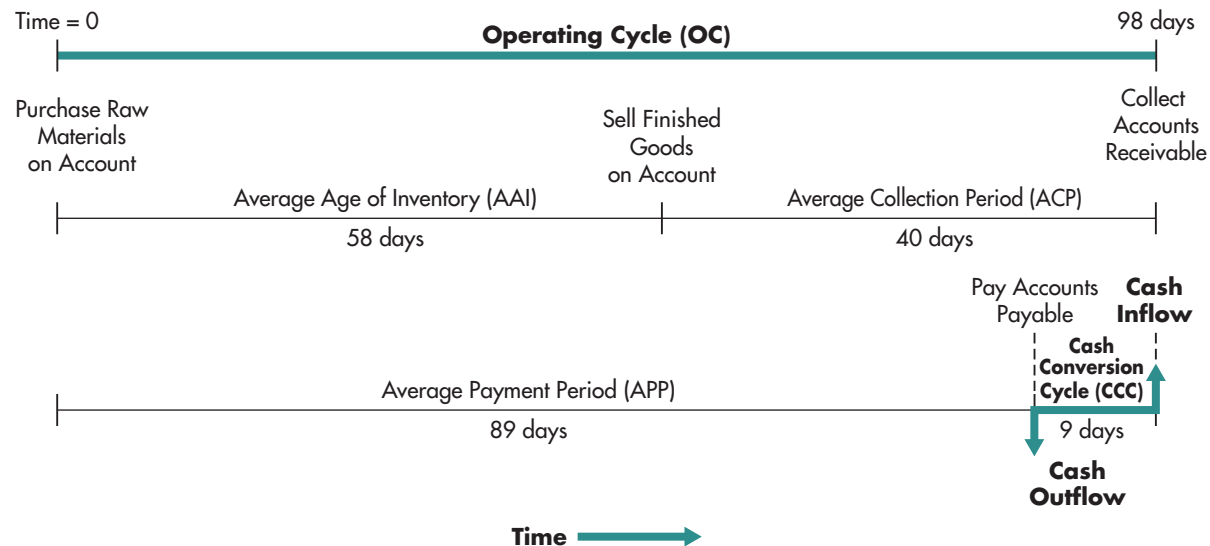 Time = 0
98 days
Operating Cycle (OC)
Purchase Raw
Materials
on Account
Sell Finished
Goods
on Account
Collect
Accounts
Receivable
Average Age of Inventory (AAI)
Average Collection Period (ACP)
58 days
40 days
Pay Accounts
Payable
Cash
Inflow
Cash
Conversion
Cycle (CCC)
Average Payment Period (APP)
89 days
9 days
Cash
Outflow
Time